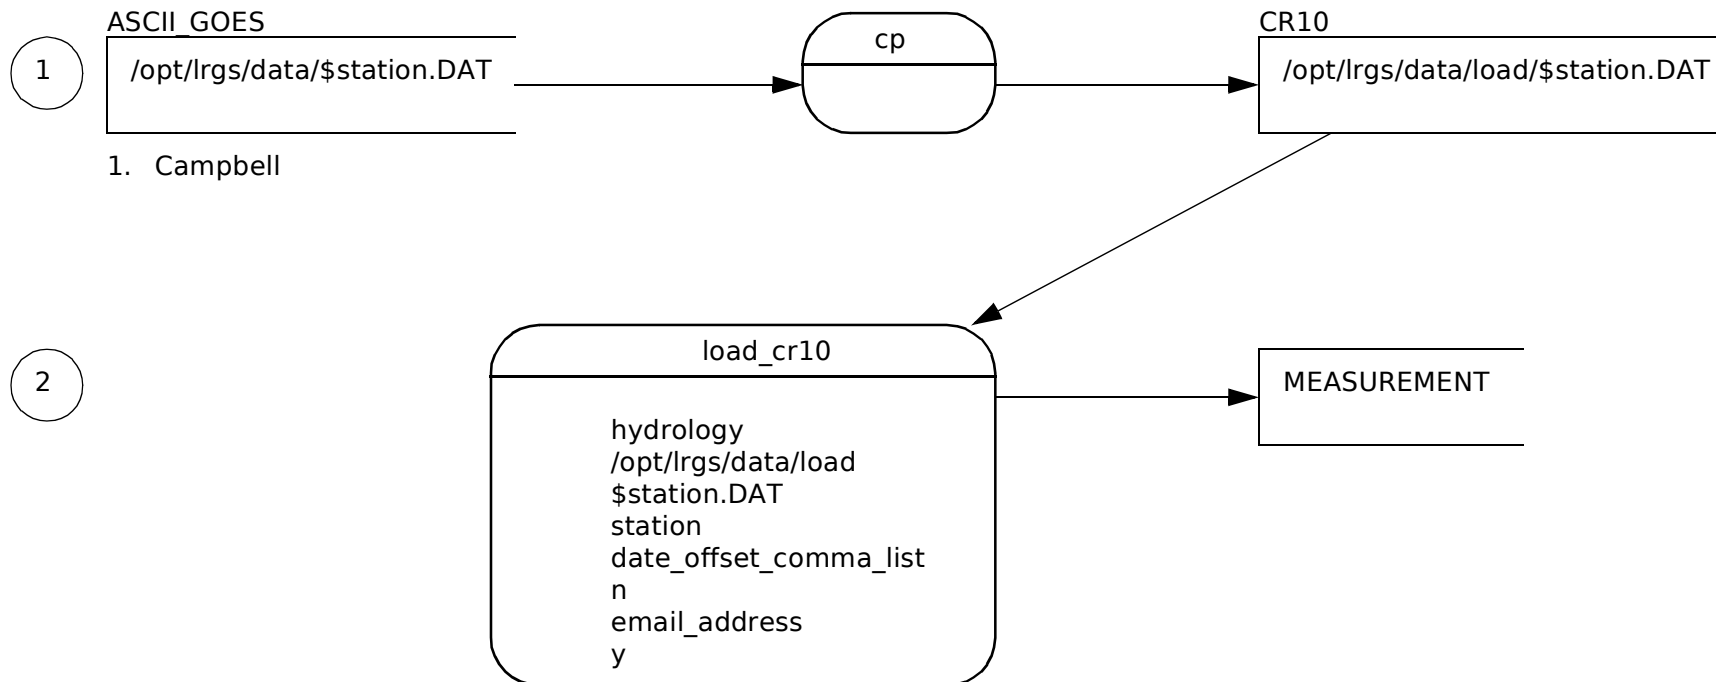 ASCII_GOES
cp
CR10
1
/opt/lrgs/data/$station.DAT
/opt/lrgs/data/load/$station.DAT
1. Campbell
load_cr10
2
MEASUREMENT
hydrology
/opt/lrgs/data/load
$station.DAT
station
date_offset_comma_list
n
email_address
y